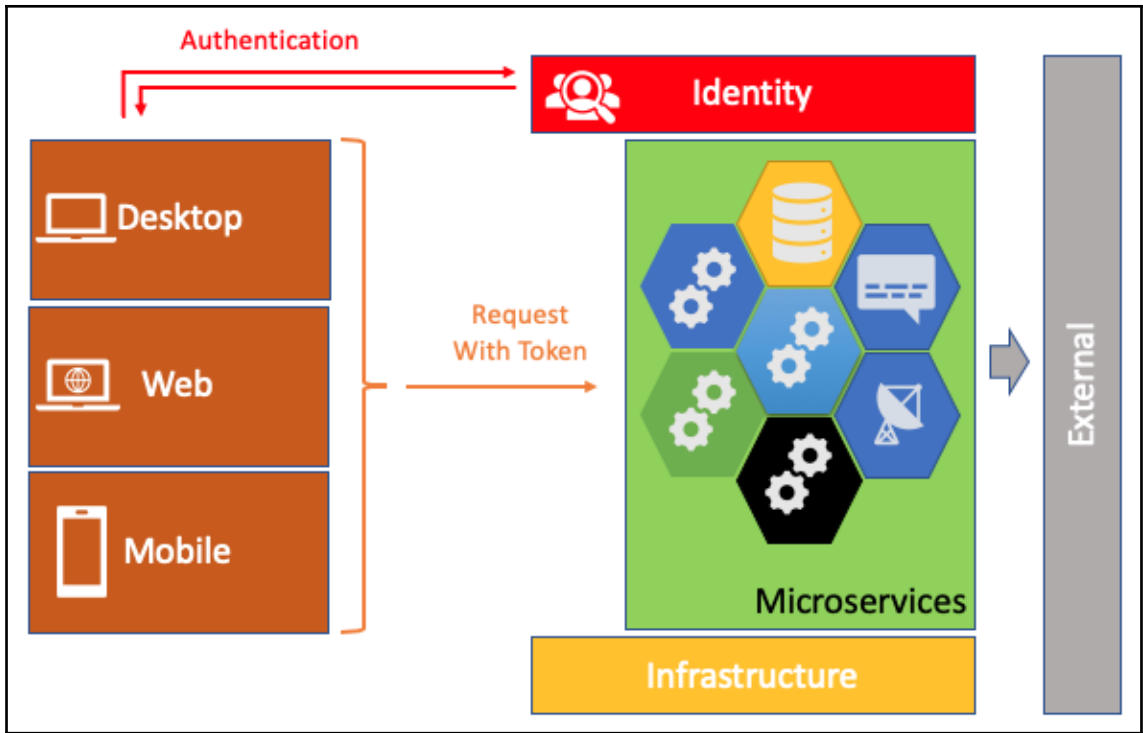 Authentication
Identity
Desktop
Web
Mobile
Request
With Token
Microservices
Infrastructure
External